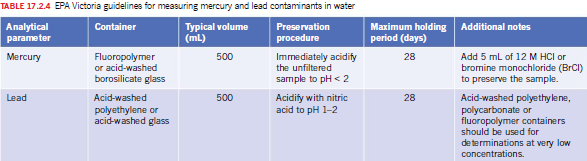 TABLE 17.2.4 EPA Victoria guidelines for measuring mercury and lead contaminants in water
Analytical parameter
Container
Typical volume (mL)
Preservation procedure
Maximum holding period (days)
Additional notes
Mercury
Fluoropolymer
or acid-washed
borosilicate glass
500
Immediately acidify
the unfiltered
sample to pH < 2
28
Add 5 mL of 12 M HCl or
bromine monochloride (BrCl)
to preserve the sample.
Lead
Acid-washed
polyethylene or
acid-washed glass
500
Acidify with nitric
acid to pH 1–2
28
Acid-washed polyethylene,
polycarbonate or
fluoropolymer containers
should be used for
determinations at very low
concentrations.